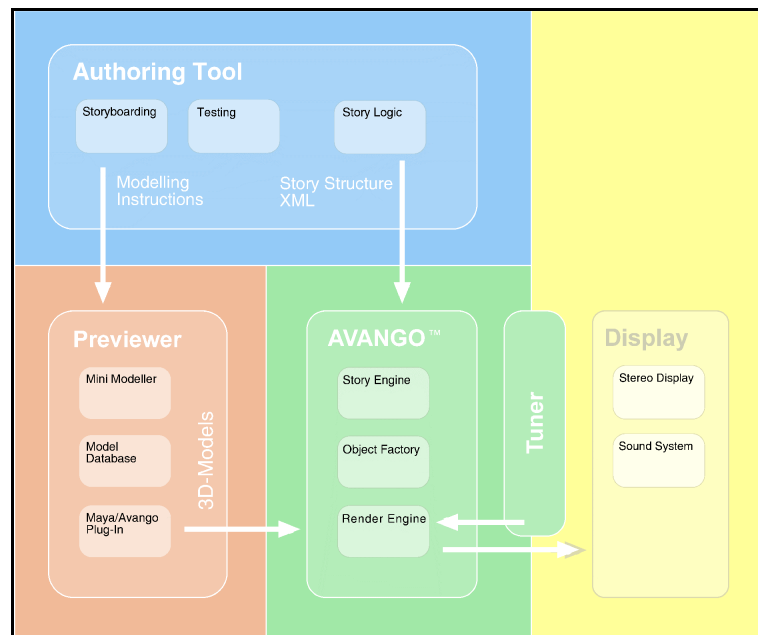 Authoring Tool
Storyboarding
Testing
Story Logic
Modelling
Instructions
Story Structure
XML
Previewer
Mini Modeller
Model
Database
Maya/Avango
Plug-In
3D-Models
AVANGO™
Story Engine
Object Factory
Render Engine
Tuner
Display
Stereo Display
Sound System